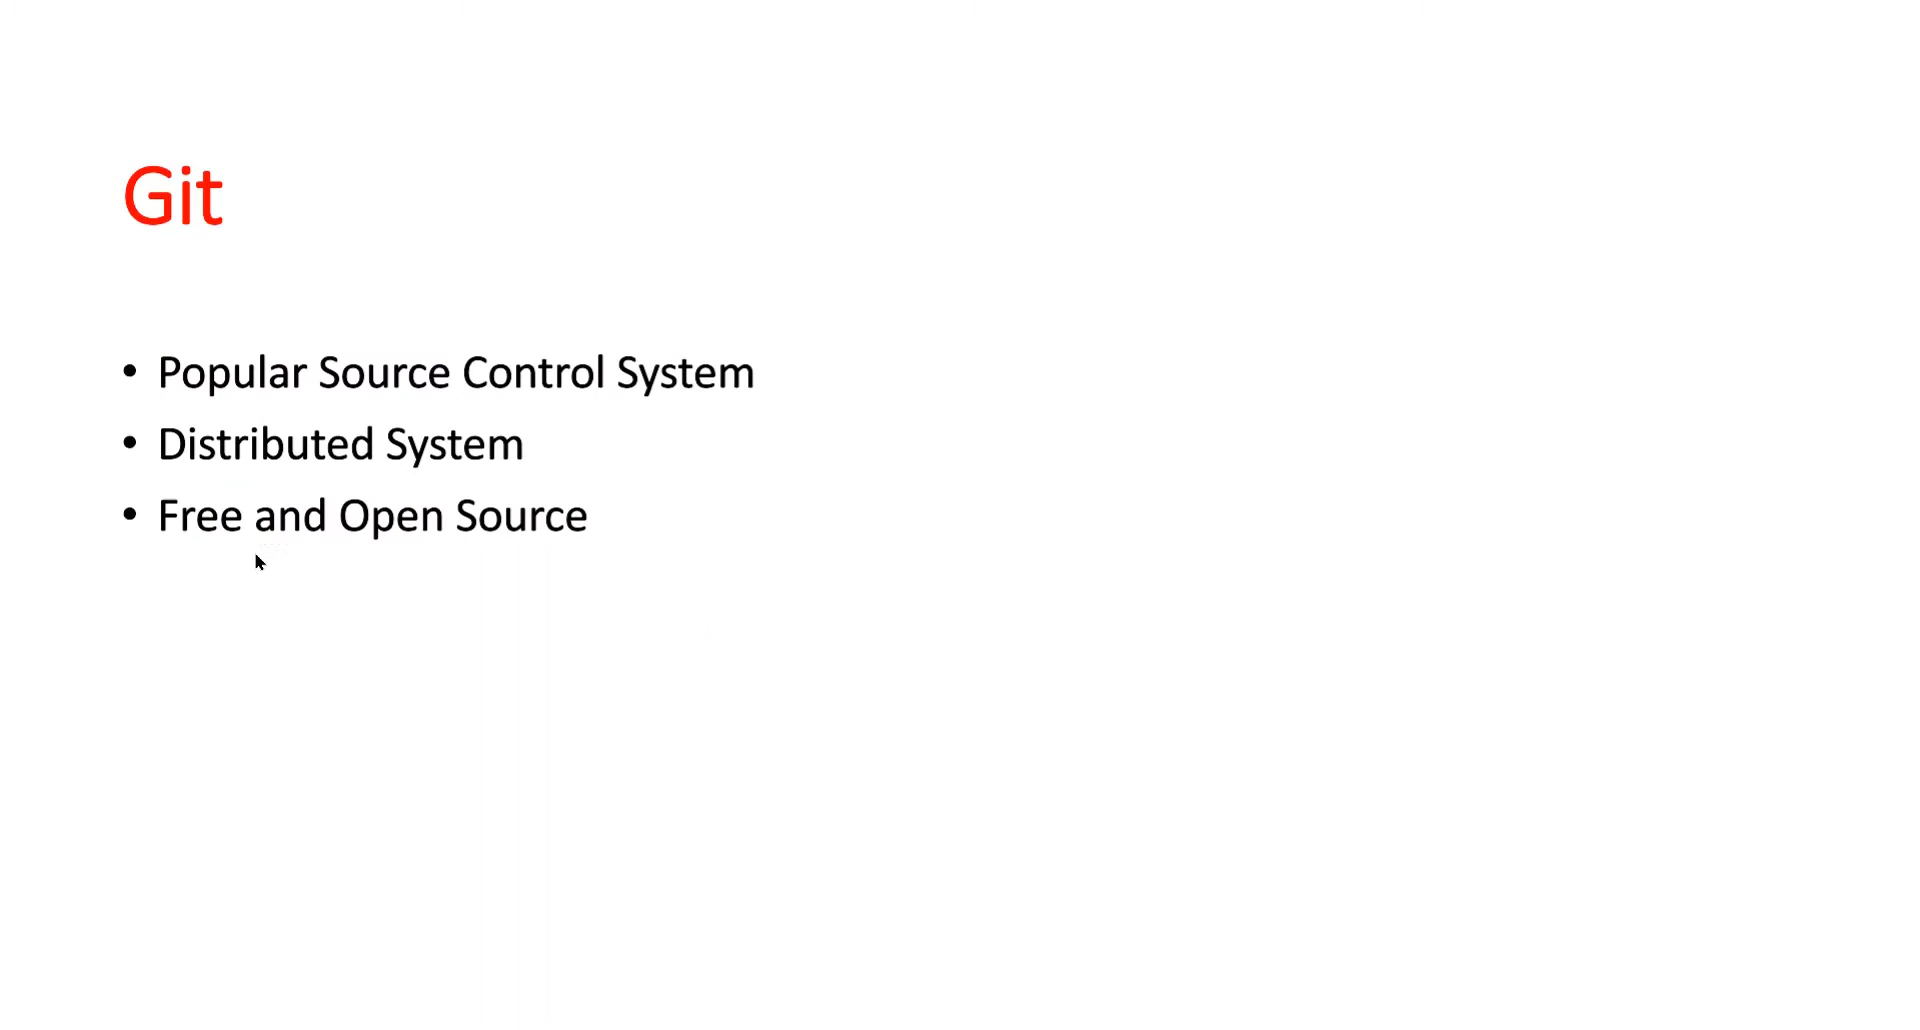 Git
• Popular Source Control System
• Distributed System
• Free and Open Source